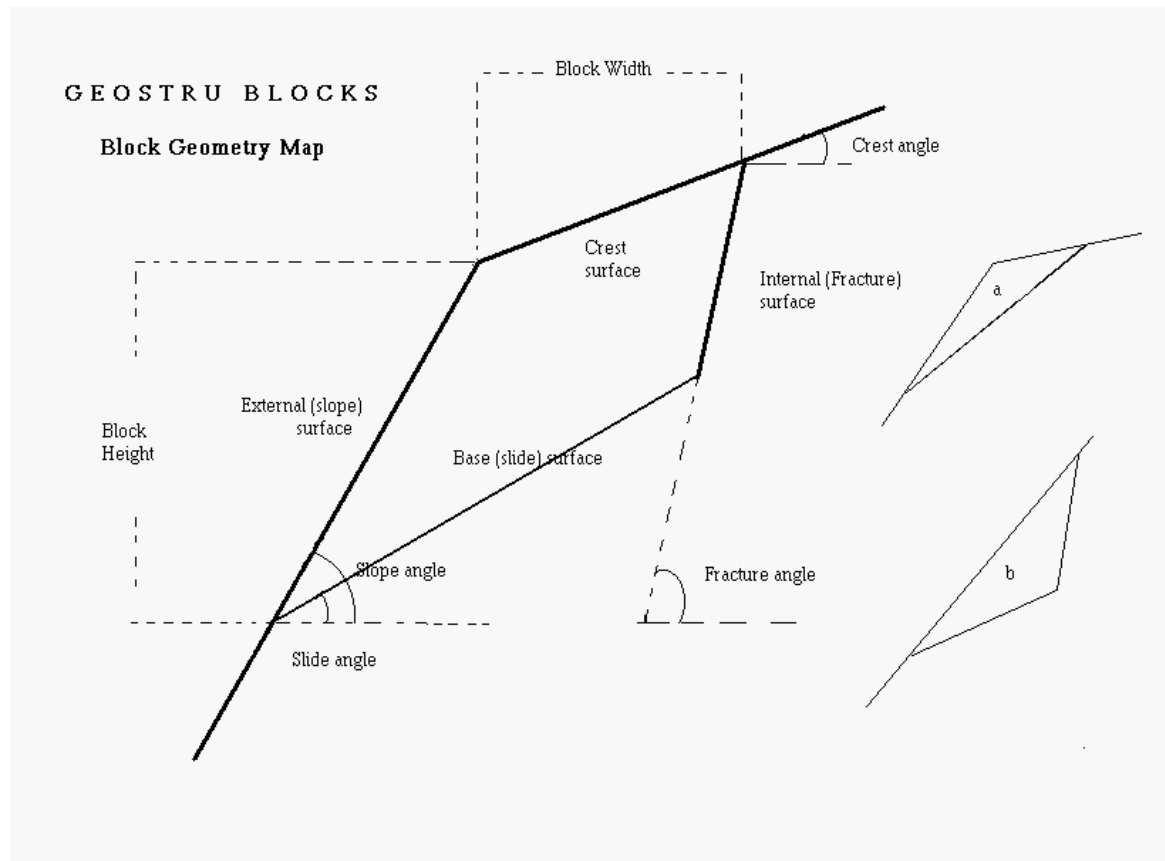 GEOSTRU BLOCKS
Block Geometry Map
Block Width
Crest angle
Crest
surface
Internal (Fracture)
surface
a
External (slope)
surface
Block
Height
Base (slide) surface
Slope angle
Fracture angle
b
Slide angle